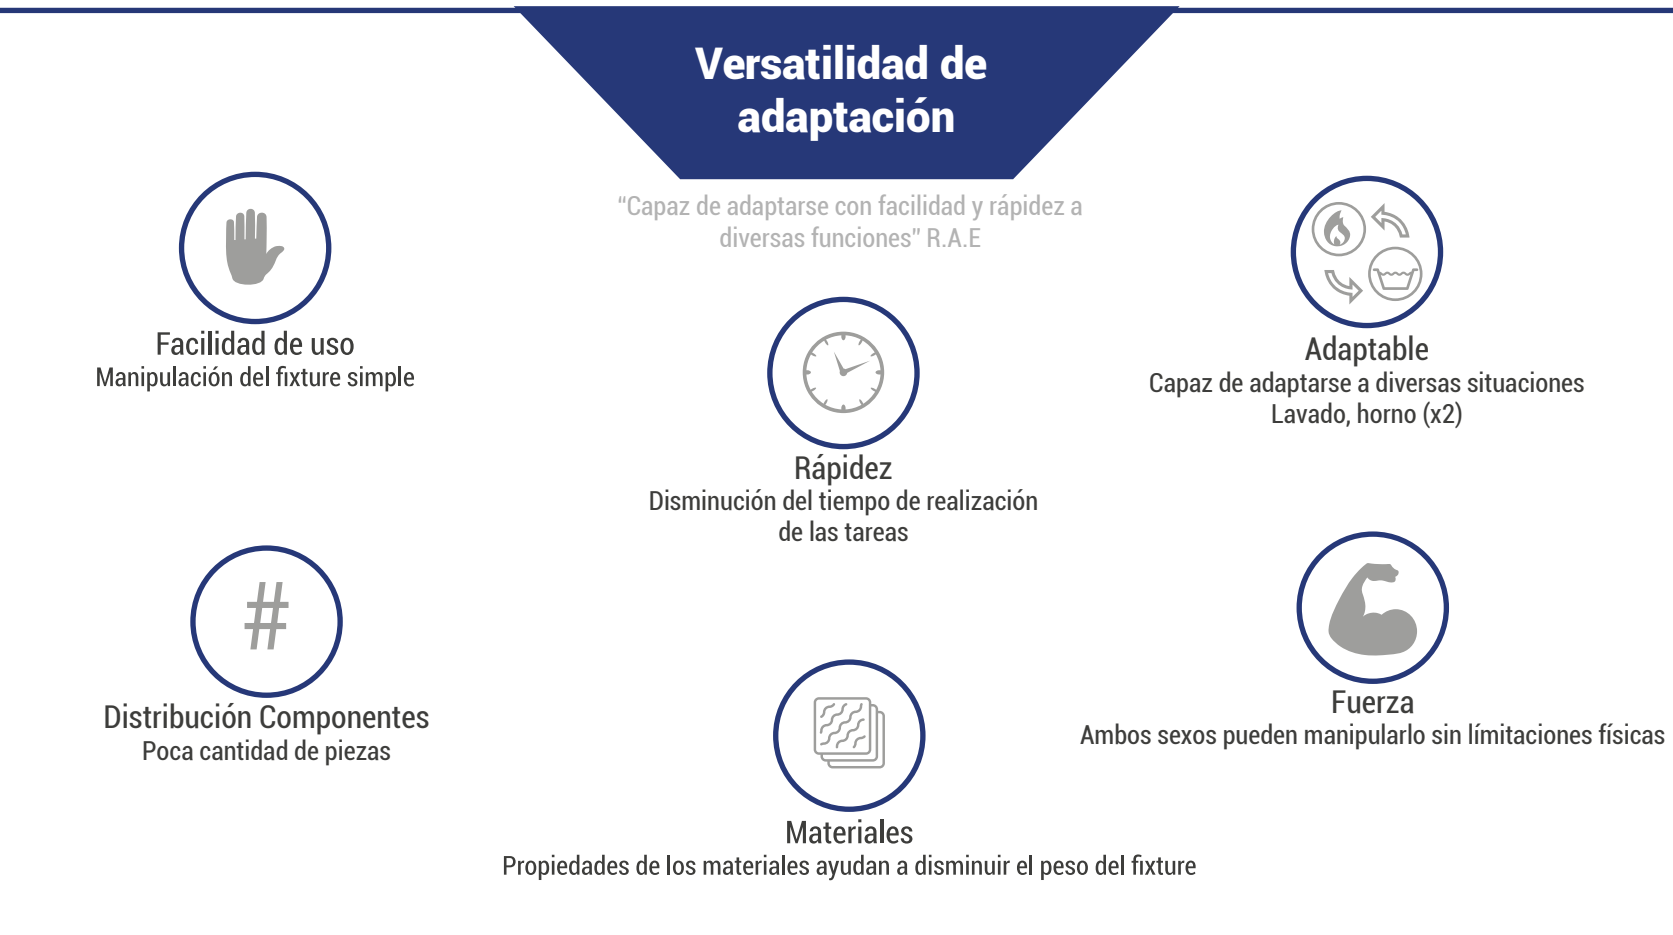 Versatilidad de
adaptación
“Capaz de adaptarse con facilidad y rápidez a
diversas funciones” R.A.E
Facilidad de uso
Manipulación del fixture simple
Rápidez
Disminución del tiempo de realización
de las tareas
Adaptable
Capaz de adaptarse a diversas situaciones
Lavado, horno (x2)
#
Distribución Componentes
Poca cantidad de piezas
Materiales
Propiedades de los materiales ayudan a disminuir el peso del fixture
Fuerza
Ambos sexos pueden manipularlo sin límitaciones físicas